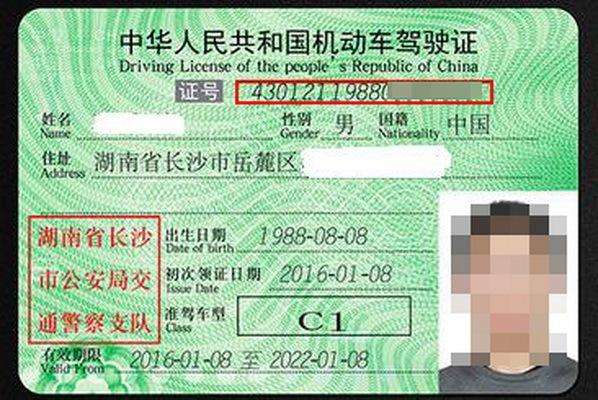 中华人民共和国机动车驾驶证
Driving License of the people's Republic of China
证号 43012119880
姓名 性别 男 国籍 中国
Name Gender Nationality
住址 湖南省长沙市岳麓区
Address
湖南省长沙
市公安局交
通警察支队
出生日期 1988-08-08
Date of birth
初次领证日期 2016-01-08
Issue Date
准驾车型 C1
Class
有效期限 2016-01-08 至 2022-01-08
Valid From